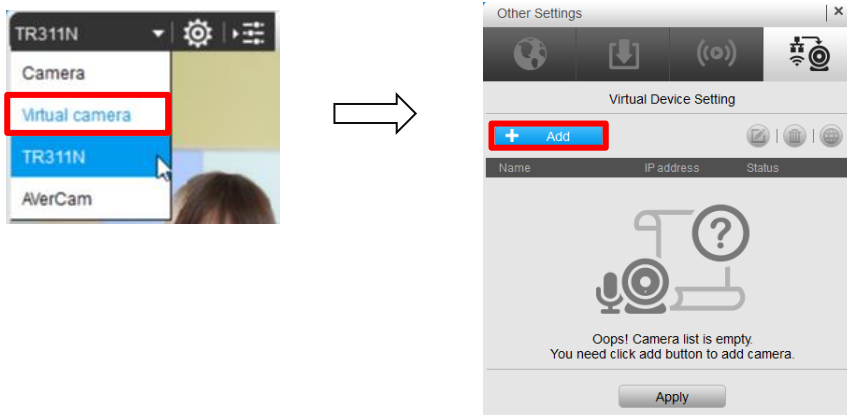 TR311N
Camera
Virtual camera
TR311N
AVerCam
Other Settings
Virtual Device Setting
Add
Name IP address Status
Oops! Camera list is empty.
You need click add button to add camera.
Apply